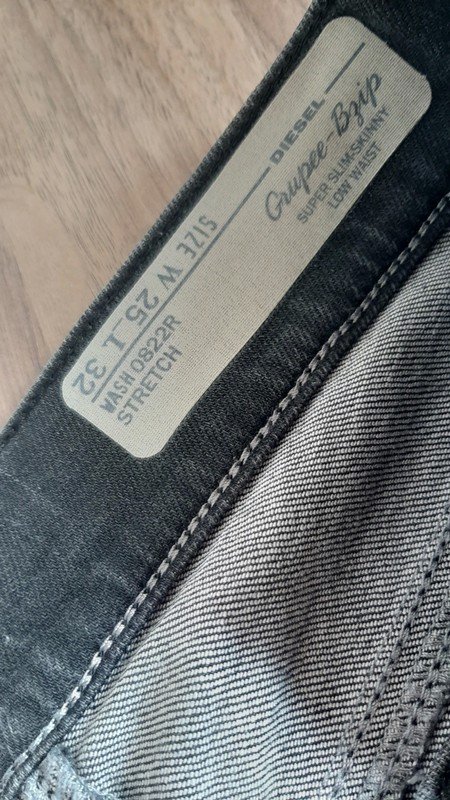 DIESEL
Grupee-Bzip
SUPER SLIM-SKINNY
LOW WAIST
SIZE W 25 L 32
WASH 0822R
STRETCH